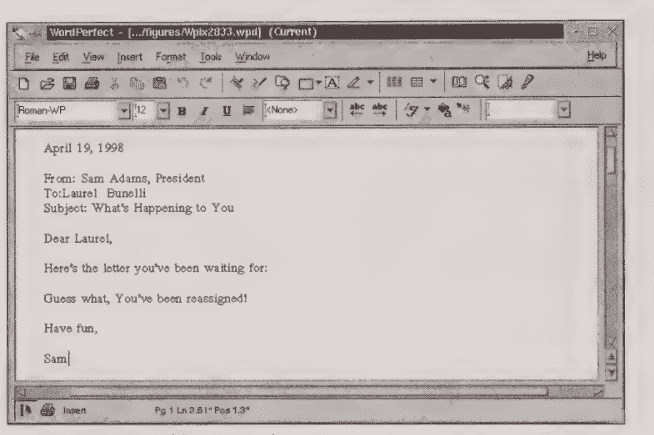 WordPerfect - [.../figures/Wpix2833.wpd] (Current)
File Edit View Insert Format Tools Window Help
Roman-WP 12 B I U <None> abc abc
April 19, 1998
From: Sam Adams, President
To:Laurel Bunelli
Subject: What's Happening to You
Dear Laurel,
Here's the letter you've been waiting for:
Guess what, You've been reassigned!
Have fun,
Sam
Insert Pg 1 Ln 3.51" Pos 1.3"